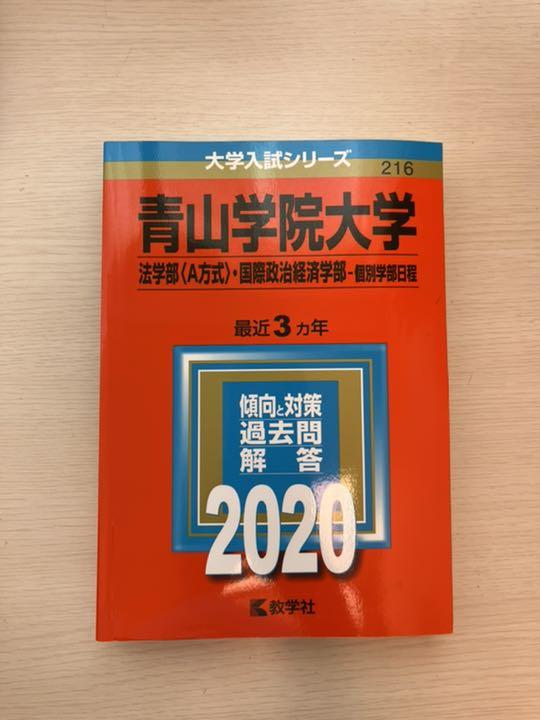 大学入試シリーズ
216
青山学院大学
法学部〈A方式〉・国際政治経済学部-個別学部日程
最近3カ年
傾向と対策
過去問
解答
2020
教学社